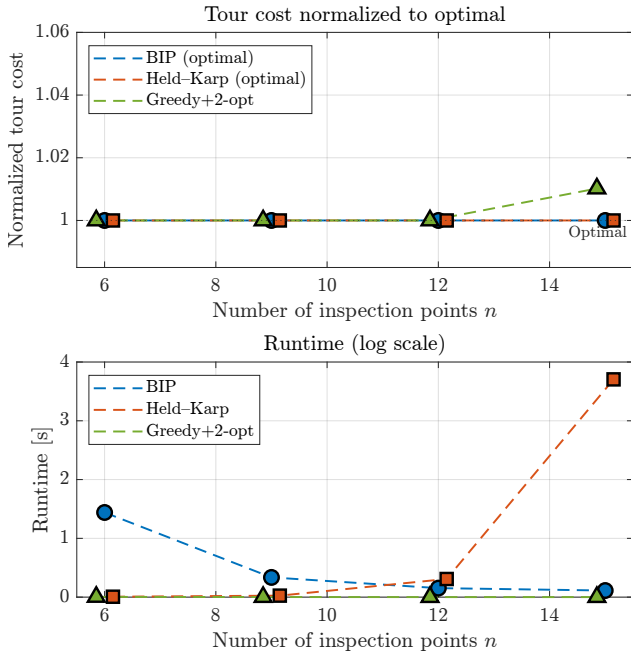 Tour cost normalized to optimal
1.06
1.04
1.02
1
Normalized tour cost
BIP (optimal)
Held–Karp (optimal)
Greedy+2-opt
Optimal
6 8 10 12 14
Number of inspection points n
Runtime (log scale)
4
3
2
1
0
Runtime [s]
BIP
Held–Karp
Greedy+2-opt
6 8 10 12 14
Number of inspection points n